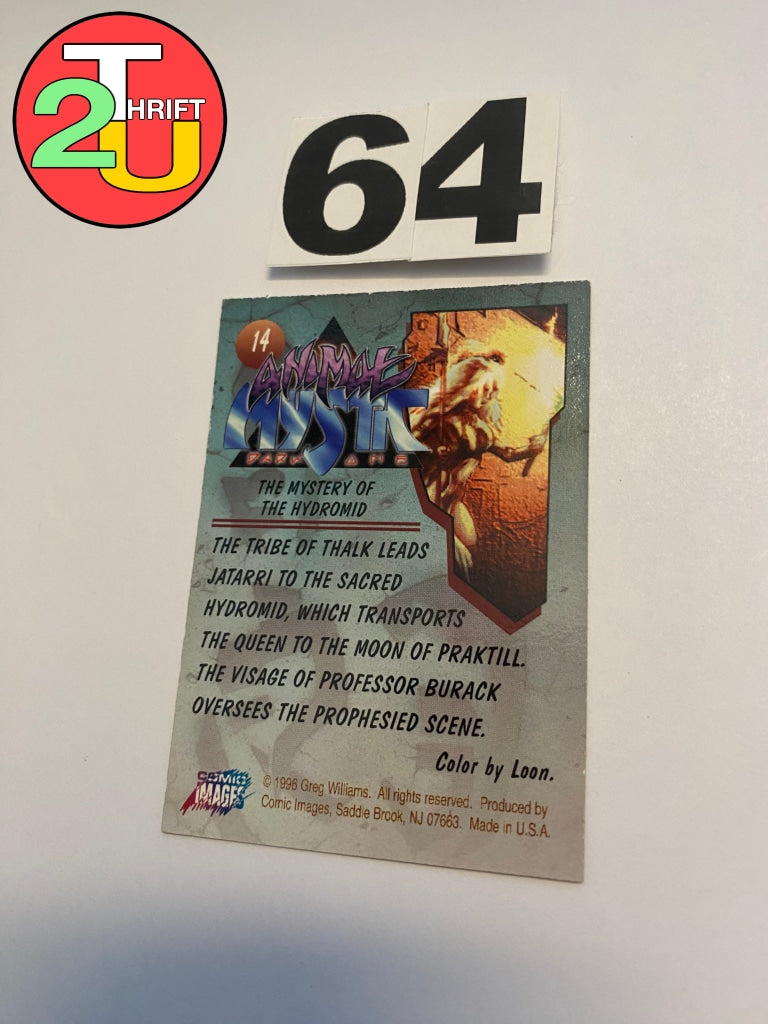 2 THRIFT U
64
14
ANIMAL
MYSTIC
DARK ONE
THE MYSTERY OF
THE HYDROMID
THE TRIBE OF THALK LEADS
JATARRI TO THE SACRED
HYDROMID, WHICH TRANSPORTS
THE QUEEN TO THE MOON OF PRAKTILL.
THE VISAGE OF PROFESSOR BURACK
OVERSEES THE PROPHESIED SCENE.
Color by Loon.
COMIC
IMAGES
© 1996 Greg Williams. All rights reserved. Produced by
Comic Images, Saddle Brook, NJ 07663. Made in U.S.A.